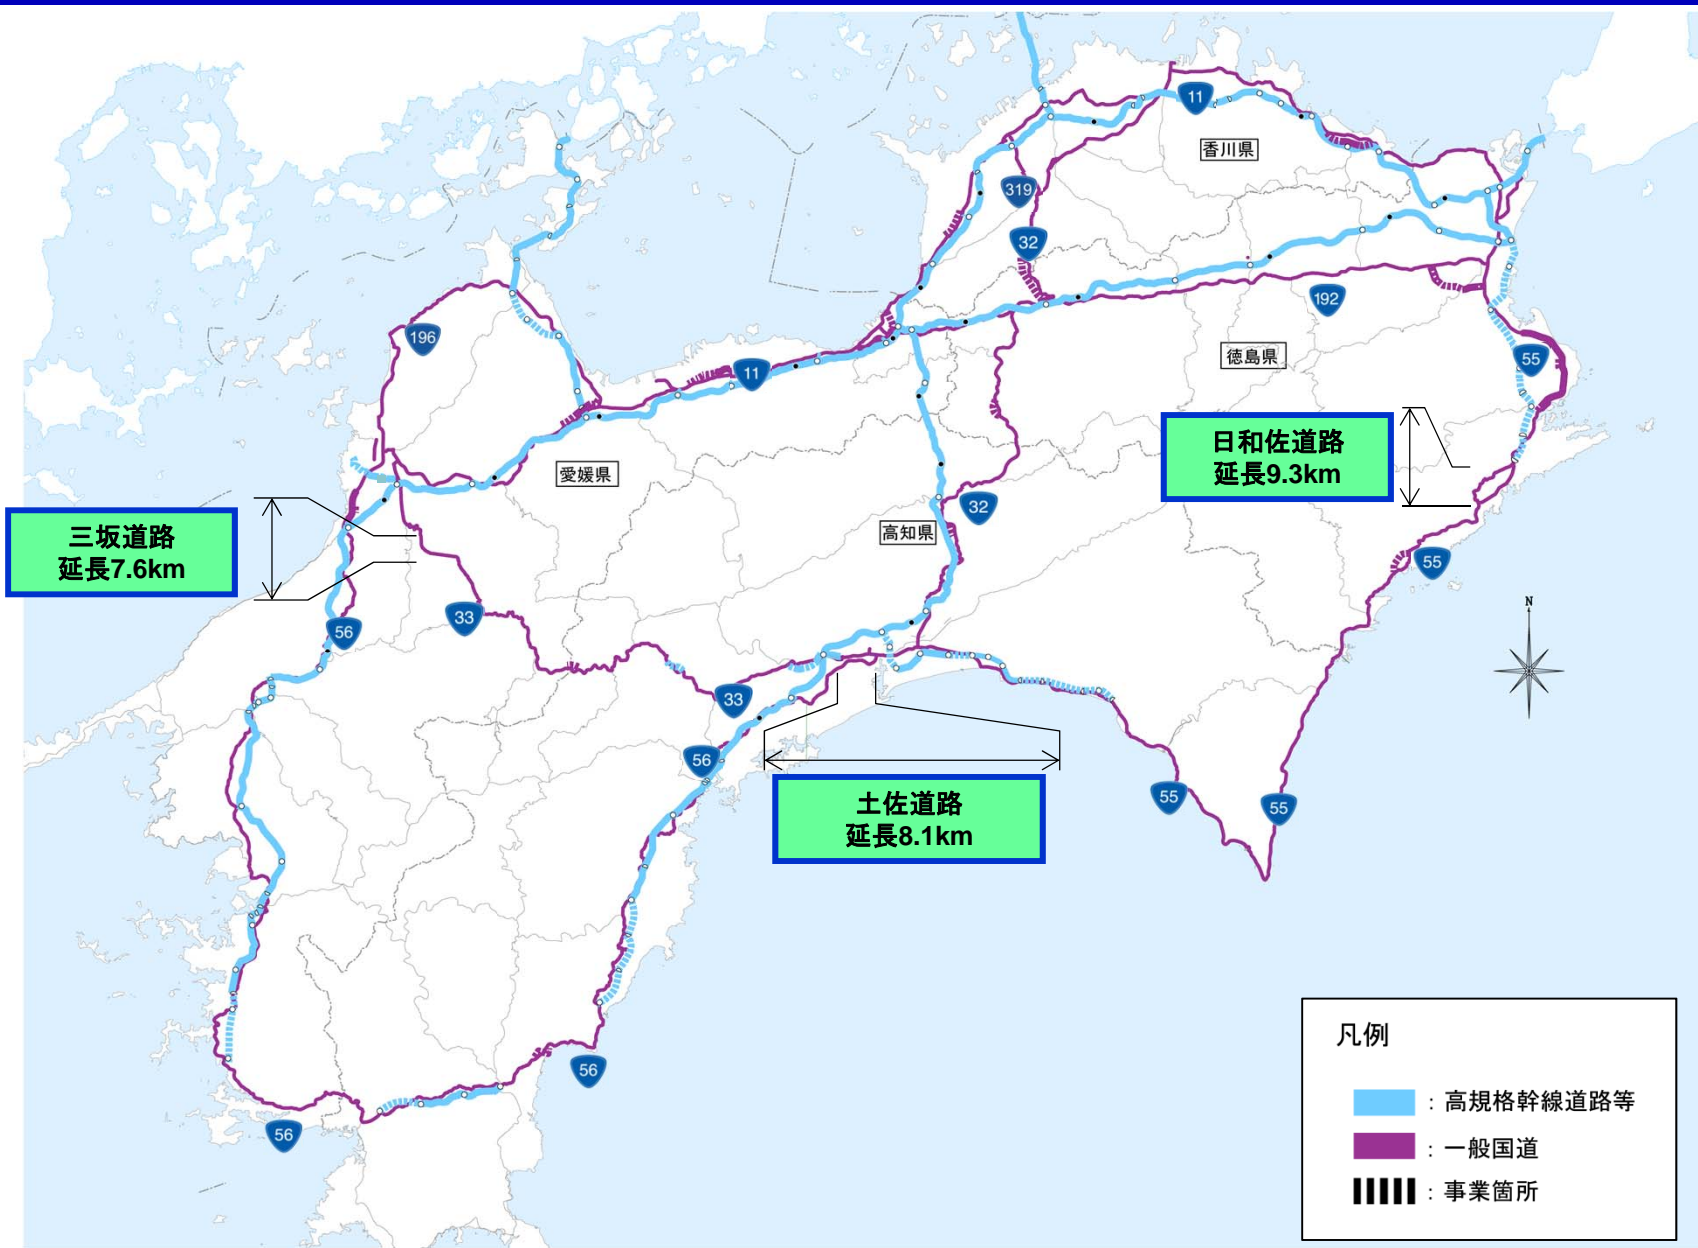 11
香川県
319
32
192
196
徳島県
55
11
日和佐道路
延長9.3km
愛媛県
32
高知県
三坂道路
延長7.6km
55
N
33
56
33
56
55
55
土佐道路
延長8.1km
56
56
凡例
：高規格幹線道路等
：一般国道
：事業箇所